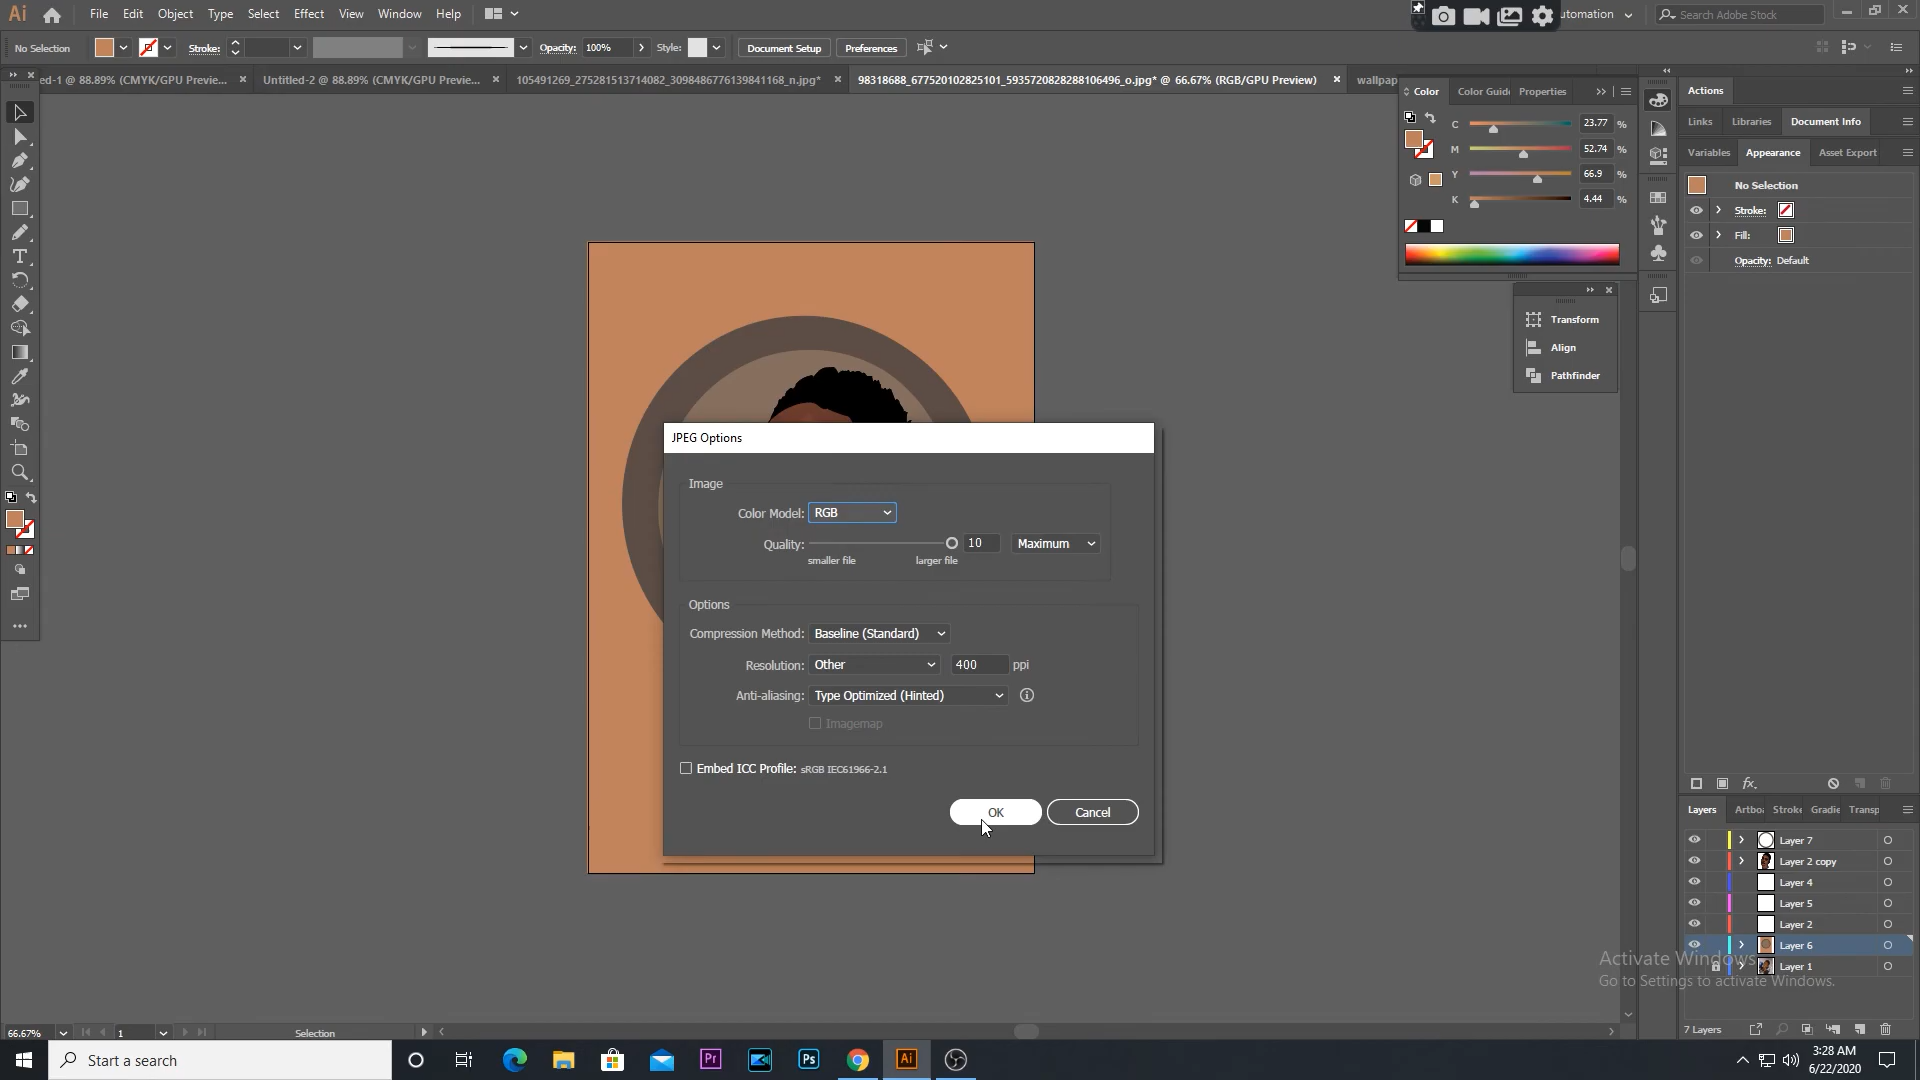 Ai File Edit Object Type Select Effect View Window Help utomation Search Adobe Stock
No Selection Stroke: Opacity: 100% Style: Document Setup Preferences
ed-1 @ 88.89% (CMYK/GPU Previe... × Untitled-2 @ 88.89% (CMYK/GPU Previe... × 105491269_275281513714082_3098486776139841168_n.jpg* × 98318688_677520102825101_5935720828288106496_o.jpg* @ 66.67% (RGB/GPU Preview) × wallpap
Color Color Guide Properties
C 23.77 %
M 52.74 %
Y 66.9 %
K 4.44 %
Transform
Align
Pathfinder
Actions
Links Libraries Document Info
Variables Appearance Asset Export
No Selection
Stroke:
Fill:
Opacity: Default
fx.
JPEG Options
Image
Color Model: RGB
Quality: 10 Maximum
smaller file larger file
Options
Compression Method: Baseline (Standard)
Resolution: Other 400 ppi
Anti-aliasing: Type Optimized (Hinted)
Imagemap
Embed ICC Profile: sRGB IEC61966-2.1
OK Cancel
Layers Artboa Stroke Gradie Transp
Layer 7
Layer 2 copy
Layer 4
Layer 5
Layer 2
Layer 6
Layer 1
7 Layers
Activate Windows
Go to Settings to activate Windows.
66.67% 1 Selection
Start a search Pr Ps Ai
3:28 AM
6/22/2020